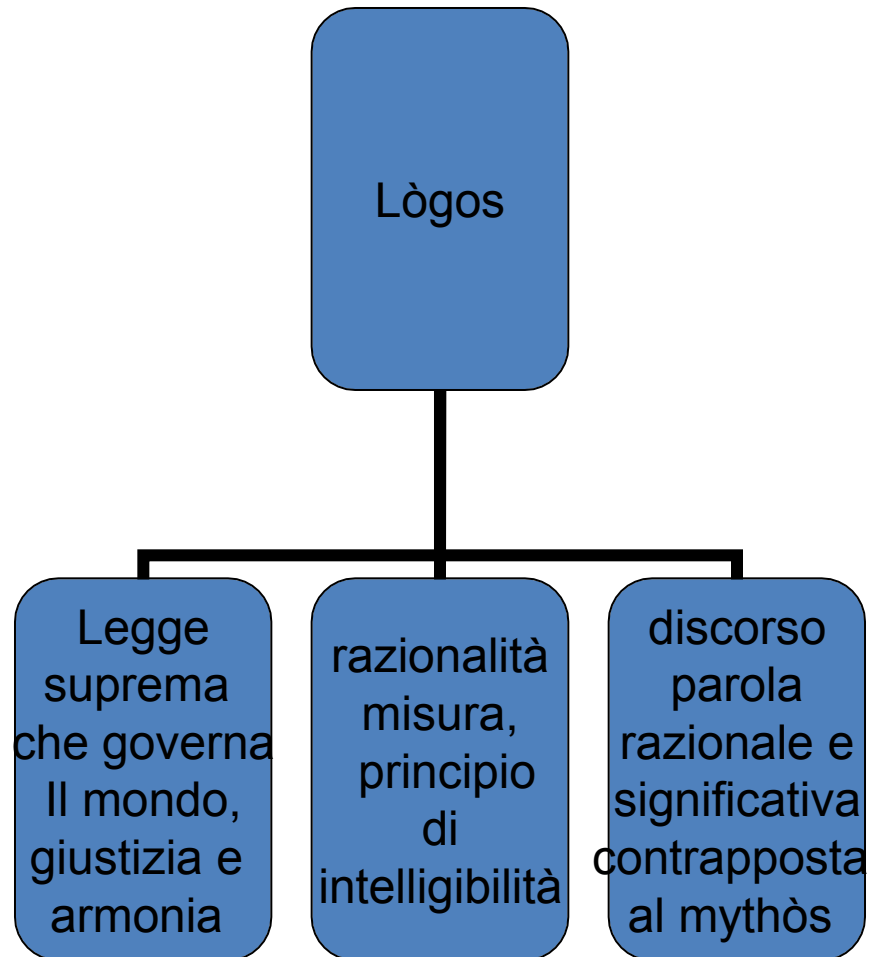 Lògos
Legge
suprema
che governa
Il mondo,
giustizia e
armonia
razionalità
misura,
principio
di
intelligibilità
discorso
parola
razionale e
significativa
contrapposta
al mythòs